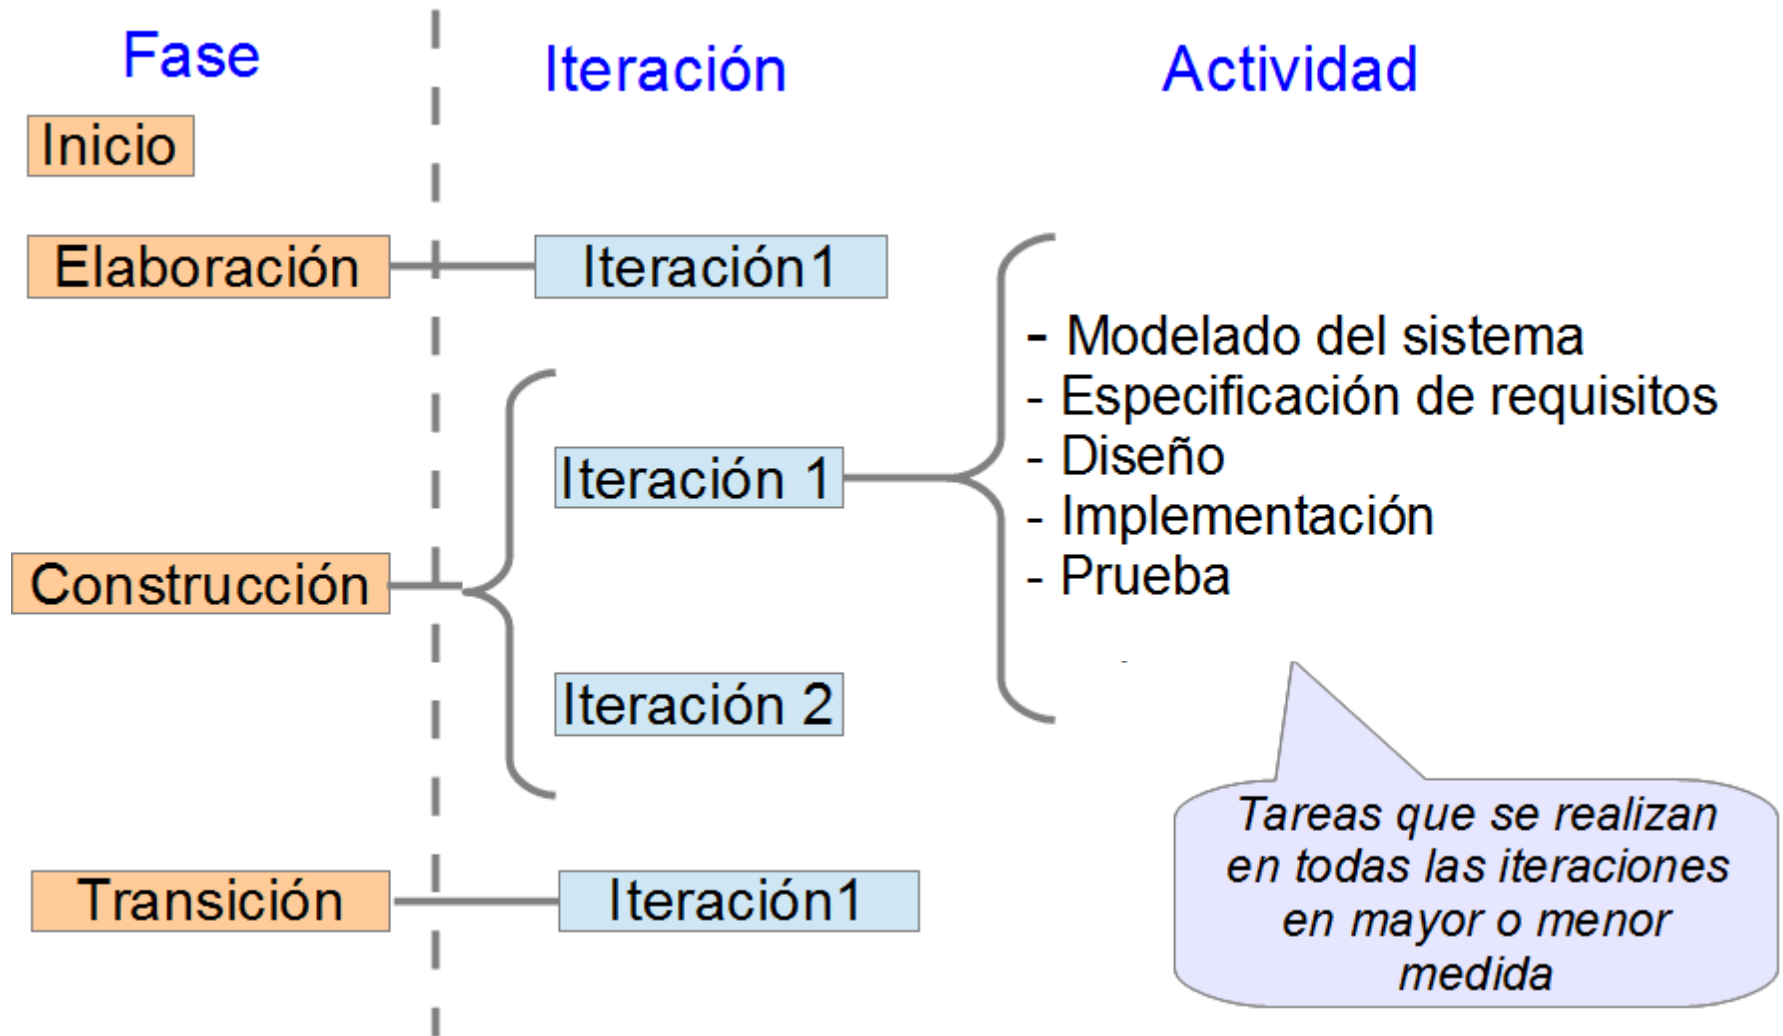 Fase
Iteración
Actividad
Inicio
Elaboración
Iteración1
- Modelado del sistema
- Especificación de requisitos
- Diseño
- Implementación
- Prueba
Iteración 1
Construcción
Iteración 2
Transición
Iteración1
Tareas que se realizan
en todas las iteraciones
en mayor o menor
medida